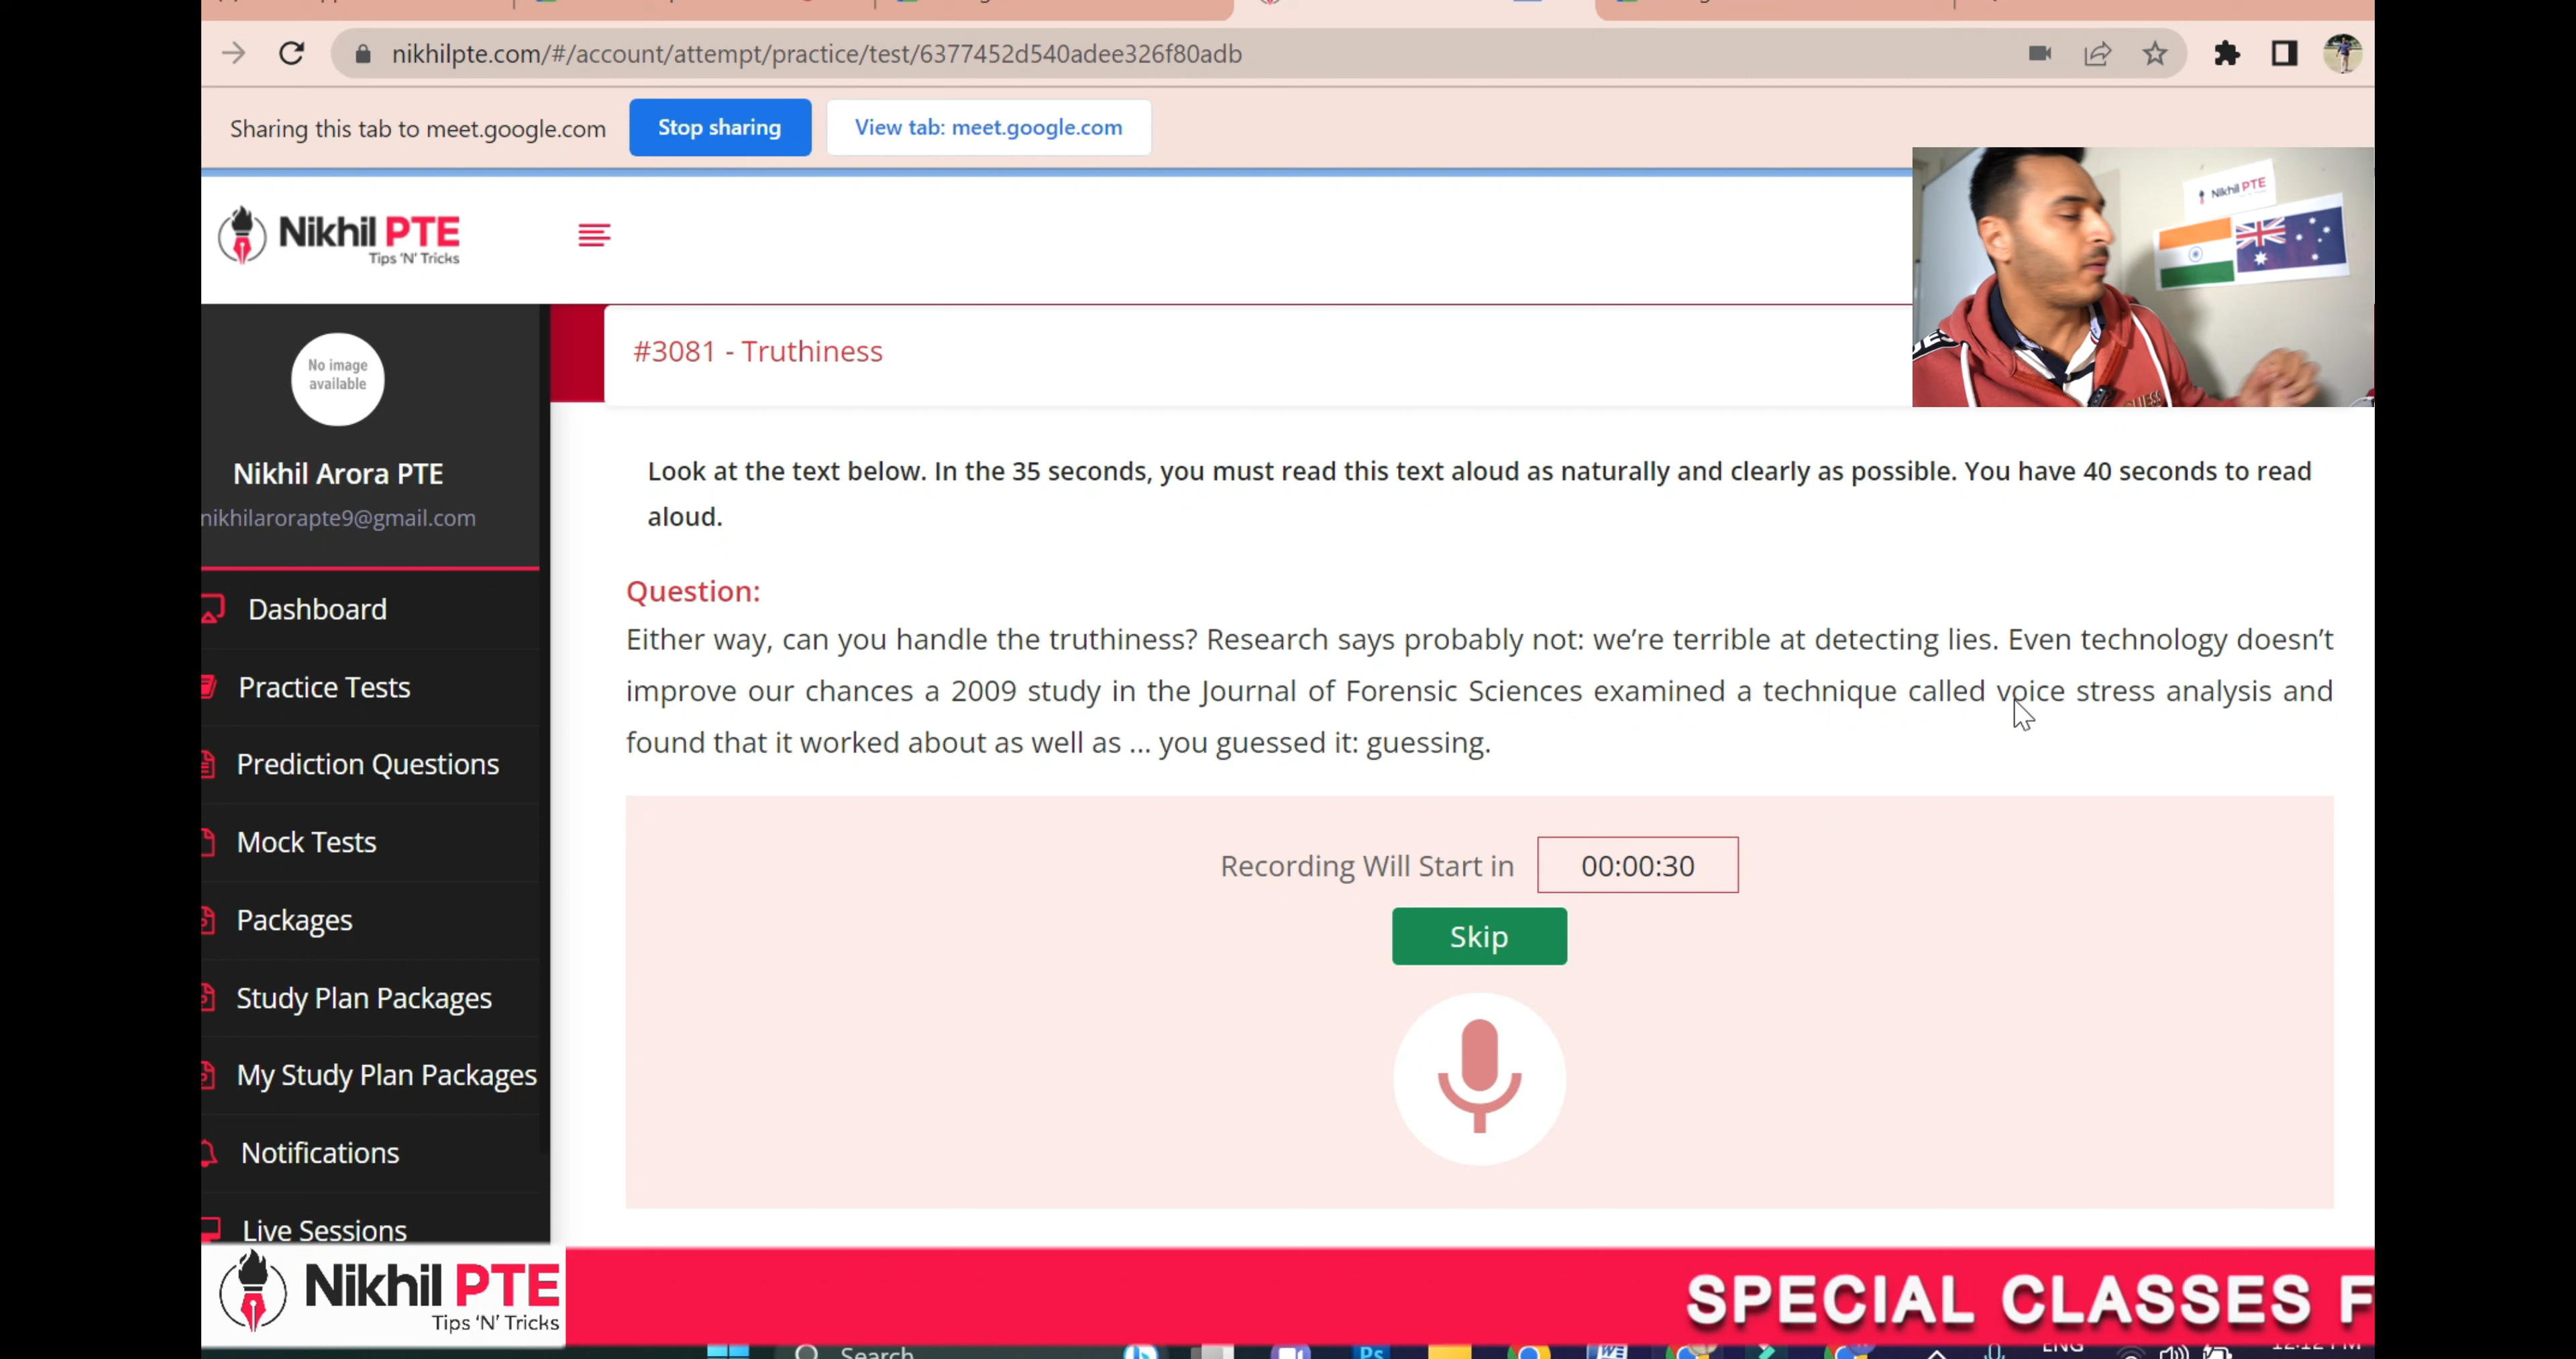 nikhilpte.com/#/account/attempt/practice/test/6377452d540adee326f80adb
Sharing this tab to meet.google.com
Stop sharing
View tab: meet.google.com
Nikhil PTE
Tips 'N' Tricks
Nikhil PTE
#3081 - Truthiness
No image
available
Nikhil Arora PTE
nikhilarorapte9@gmail.com
Dashboard
Practice Tests
Prediction Questions
Mock Tests
Packages
Study Plan Packages
My Study Plan Packages
Notifications
Live Sessions
Look at the text below. In the 35 seconds, you must read this text aloud as naturally and clearly as possible. You have 40 seconds to read
aloud.
Question:
Either way, can you handle the truthiness? Research says probably not: we're terrible at detecting lies. Even technology doesn't
improve our chances a 2009 study in the Journal of Forensic Sciences examined a technique called voice stress analysis and
found that it worked about as well as ... you guessed it: guessing.
Recording Will Start in 00:00:30
Skip
Nikhil PTE
Tips 'N' Tricks
SPECIAL CLASSES F
Search
Ps
ENG